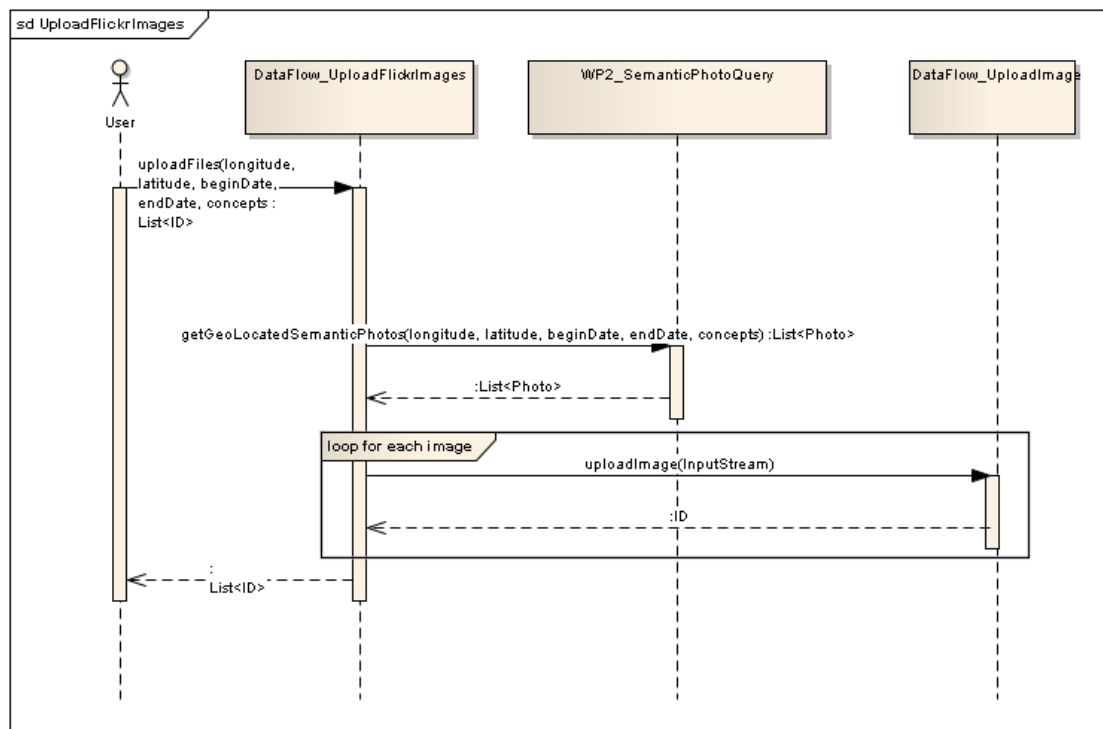 sd UploadFlickrImages
User
DataFlow_UploadFlickrImages
WP2_SemanticPhotoQuery
DataFlow_UploadImage
uploadFiles(longitude,
latitude, beginDate,
endDate, concepts :
List<ID>
getGeoLocatedSemanticPhotos(longitude, latitude, beginDate, endDate, concepts) :List<Photo>
:List<Photo>
loop for each image
uploadImage(InputStream)
:ID
:
List<ID>